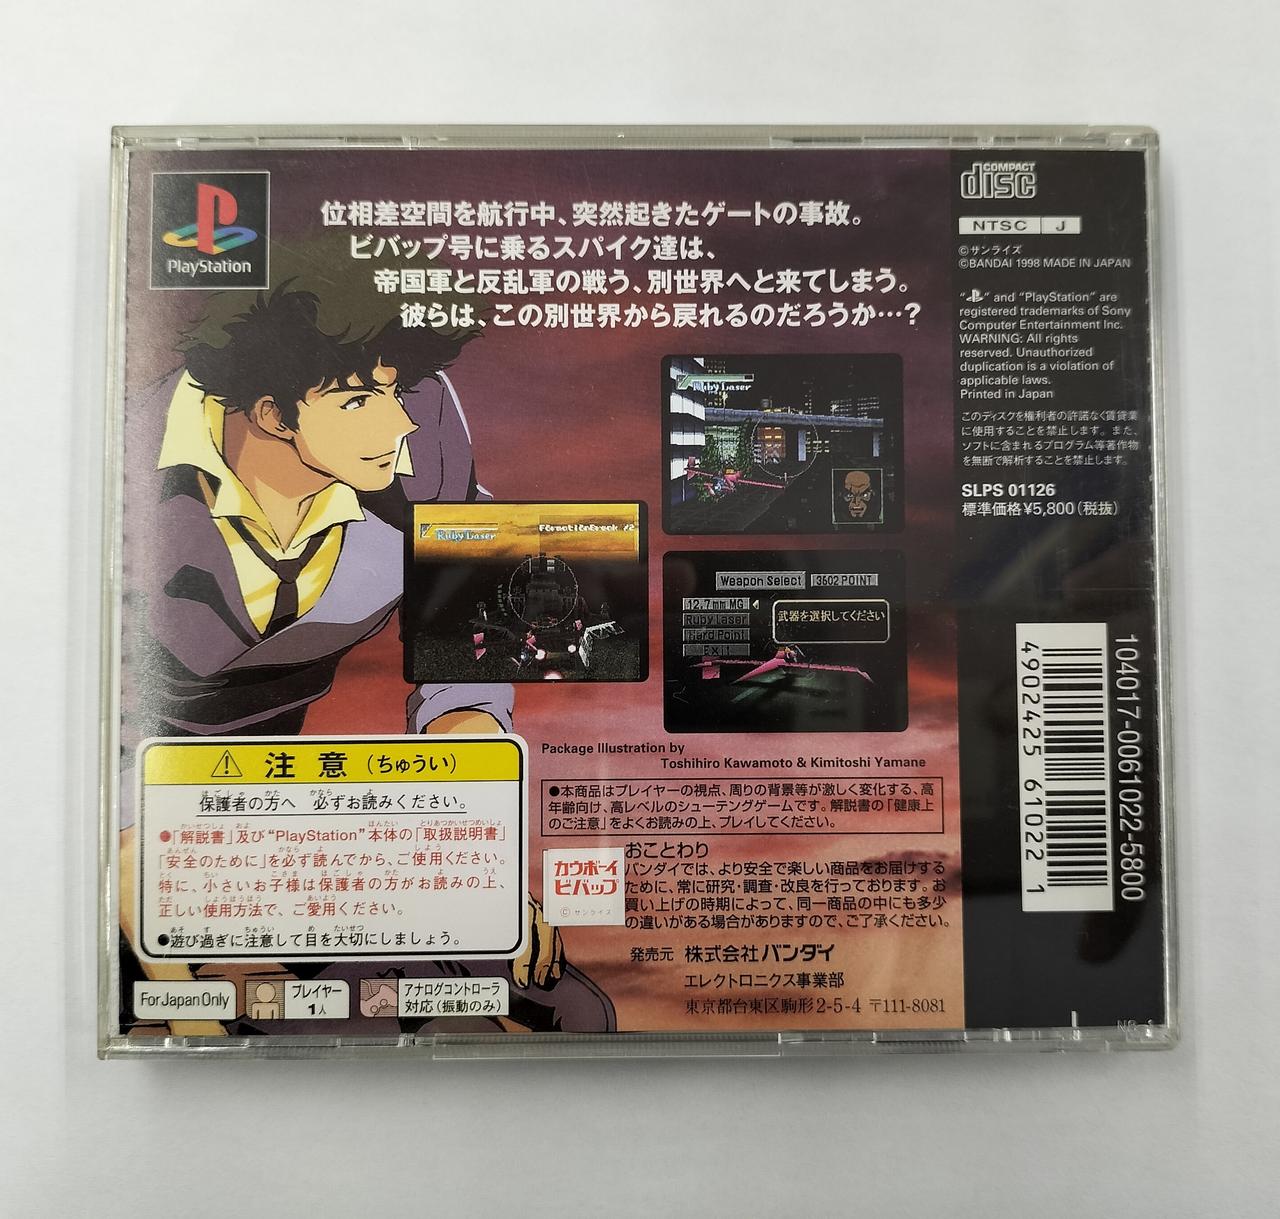 PlayStation
位相差空間を航行中、突然起きたゲートの事故。
ビバップ号に乗るスパイク達は、
帝国軍と反乱軍の戦う、別世界へと来てしまう。
彼らは、この別世界から戻れるのだろうか…?
COMPACT
disc
NTSC J
©サンライズ
©BANDAI 1998 MADE IN JAPAN
" " and "PlayStation" are
registered trademarks of Sony
Computer Entertainment Inc.
WARNING: All rights
reserved. Unauthorized
duplication is a violation of
applicable laws.
Printed in Japan
このディスクを権利者の許諾なく賃貸業
に使用することを禁止します。また、
ソフトに含まれるプログラム等著作物
を無断で解析することを禁止します。
SLPS 01126
標準価格¥5,800(税抜)
Ruby Laser
Ruby Laser
FormationBreak /2
Weapon Select 3602 POINT
12.7mm MG
Ruby Laser
Hard Point
EXIT
武器を選択してください
104017-0061022-5800
4902425 610221
Package Illustration by
Toshihiro Kawamoto & Kimitoshi Yamane
注意(ちゅうい)
保護者の方へ 必ずお読みください。
●「解説書」及び"PlayStation"本体の「取扱説明書」
「安全のために」を必ず読んでから、ご使用ください。
特に、小さいお子様は保護者の方がお読みの上、
正しい使用方法で、ご愛用ください。
●遊び過ぎに注意して目を大切にしましょう。
●本商品はプレイヤーの視点、周りの背景等が激しく変化する、高
年齢向け、高レベルのシューティングゲームです。解説書の「健康上
のご注意」をよくお読みの上、プレイしてください。
カウボーイ
ビバップ
©サンライズ
おことわり
バンダイでは、より安全で楽しい商品をお届けする
ために、常に研究・調査・改良を行っております。お
買い上げの時期によって、同一商品の中にも多少
の違いがある場合がありますので、ご了承ください。
発売元 株式会社バンダイ
エレクトロニクス事業部
東京都台東区駒形2-5-4 〒111-8081
For Japan Only
プレイヤー
1人
アナログコントローラ
対応(振動のみ)